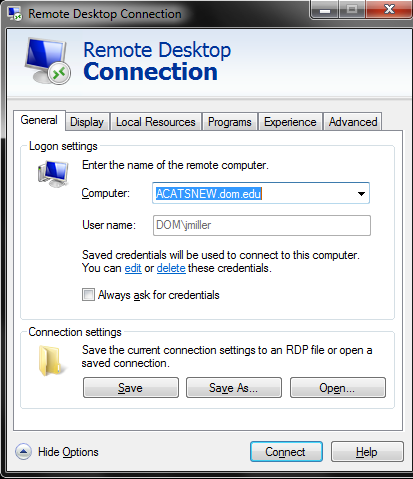 Remote Desktop Connection
Remote Desktop
Connection
General Display Local Resources Programs Experience Advanced
Logon settings
Enter the name of the remote computer.
Computer: ACATSNEW.dom.edu
User name: DOM\jmiller
Saved credentials will be used to connect to this computer.
You can edit or delete these credentials.
Always ask for credentials
Connection settings
Save the current connection settings to an RDP file or open a
saved connection.
Save Save As... Open...
Hide Options Connect Help